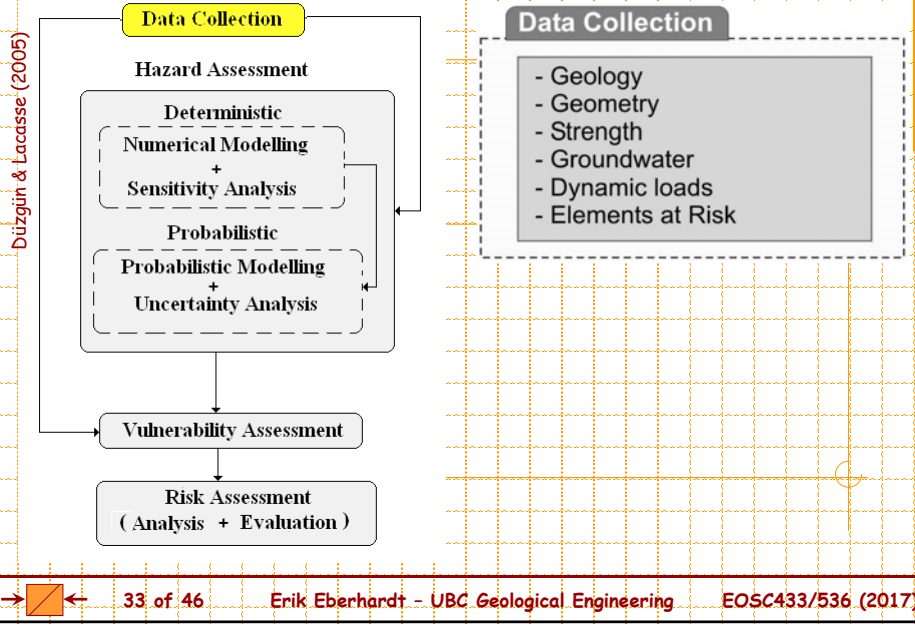 Düzgün & Lacasse (2005)
Data Collection
Hazard Assessment
Deterministic
Numerical Modelling
+
Sensitivity Analysis
Probabilistic
Probabilistic Modelling
+
Uncertainty Analysis
Vulnerability Assessment
Risk Assessment
( Analysis + Evaluation )
Data Collection
- Geology
- Geometry
- Strength
- Groundwater
- Dynamic loads
- Elements at Risk
33 of 46
Erik Eberhardt – UBC Geological Engineering
EOSC433/536 (2017)